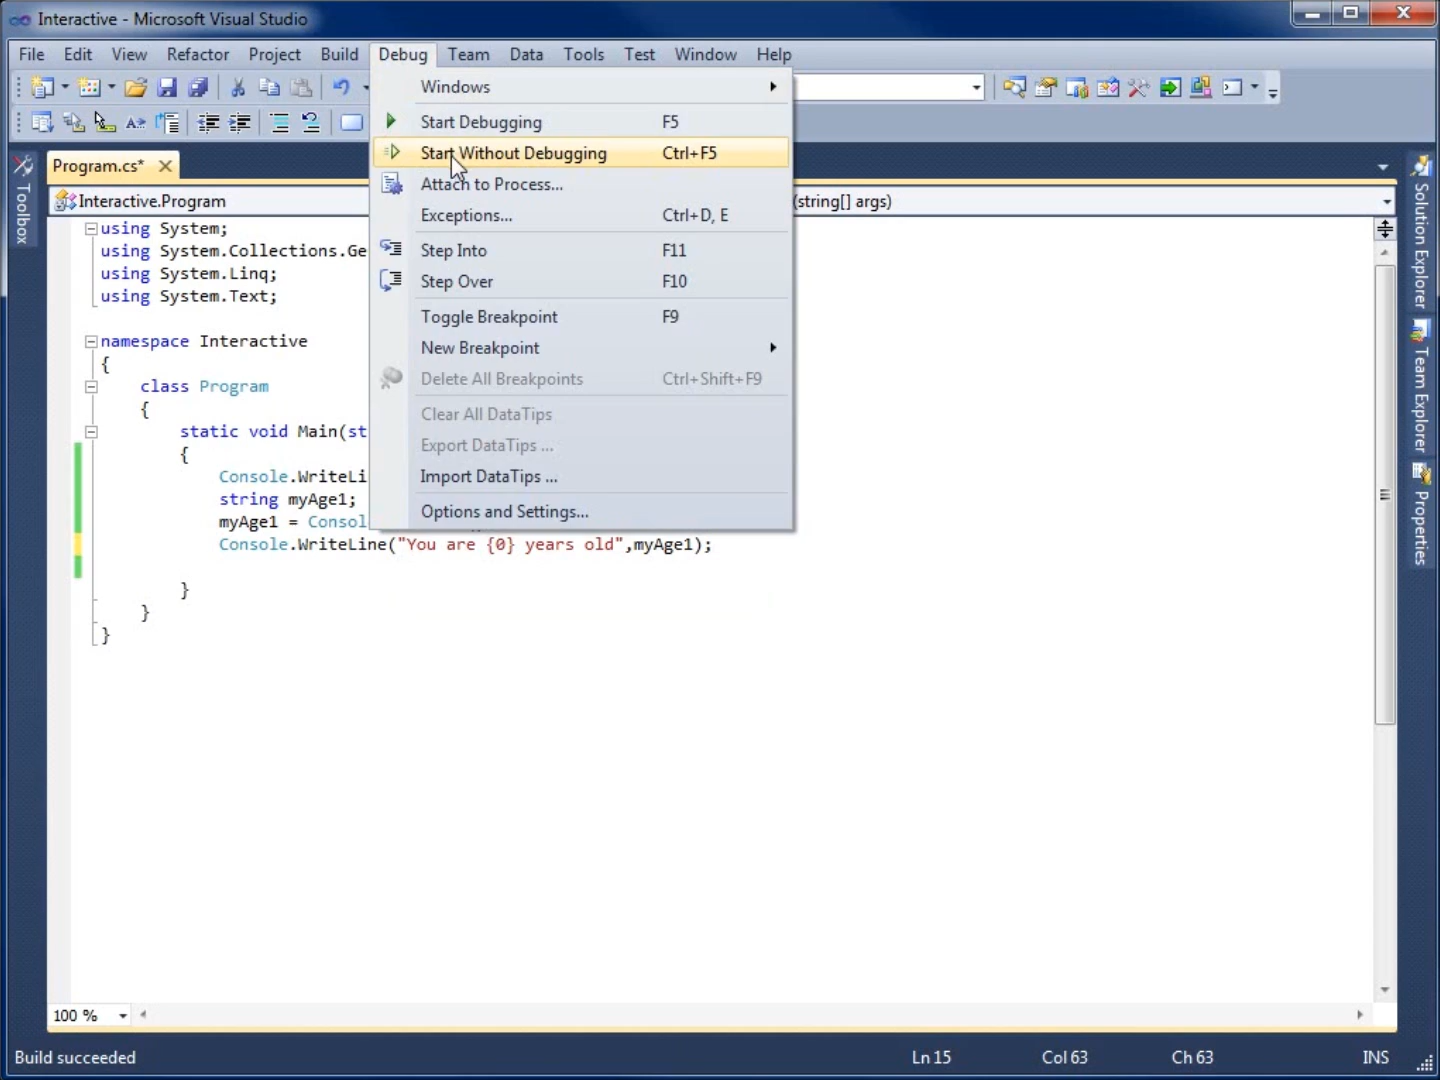 Interactive - Microsoft Visual Studio
File Edit View Refactor Project Build Debug Team Data Tools Test Window Help
Windows
Start Debugging F5
Start Without Debugging Ctrl+F5
Attach to Process...
Exceptions... Ctrl+D, E
Step Into F11
Step Over F10
Toggle Breakpoint F9
New Breakpoint
Delete All Breakpoints Ctrl+Shift+F9
Clear All DataTips
Export DataTips ...
Import DataTips ...
Options and Settings...
Toolbox
Program.cs*
Interactive.Program
(string[] args)
using System;
using System.Collections.Ge
using System.Linq;
using System.Text;
namespace Interactive
{
class Program
{
static void Main(st
{
Console.WriteLi
string myAge1;
myAge1 = Consol
Console.WriteLine("You are {0} years old",myAge1);
}
}
}
Solution Explorer
Team Explorer
Properties
100 %
Build succeeded Ln 15 Col 63 Ch 63 INS